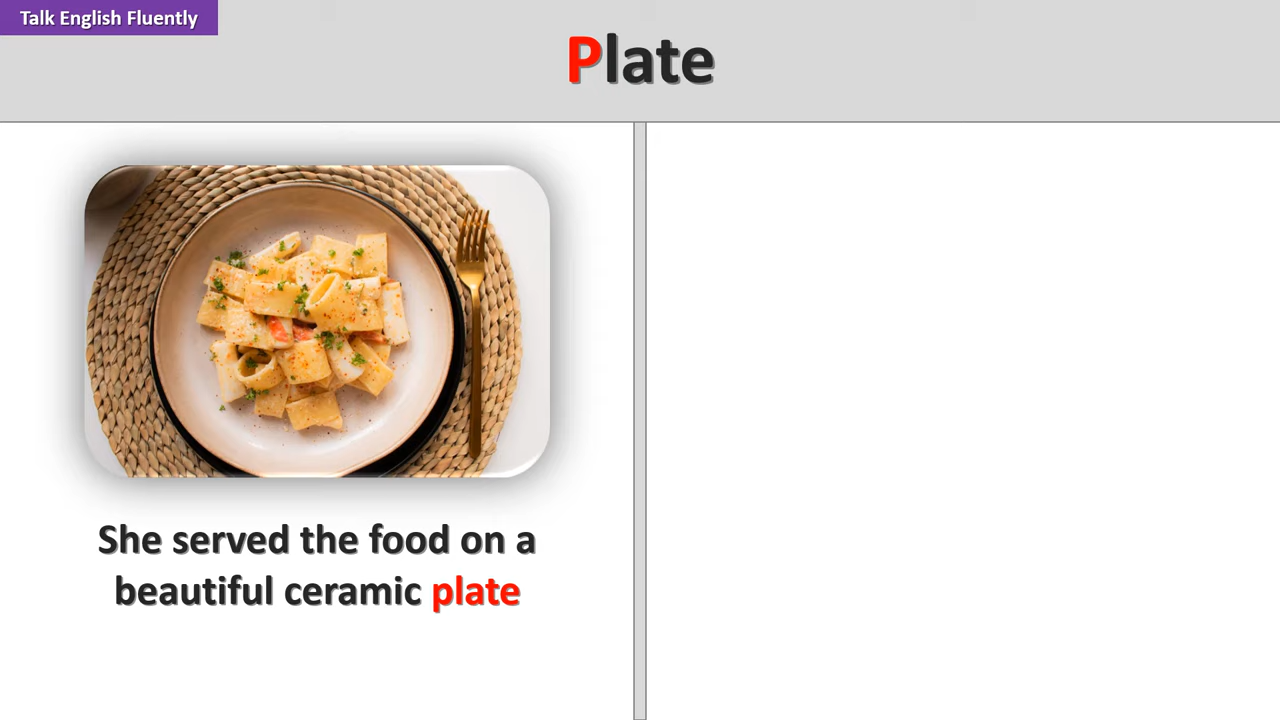 Talk English Fluently
Plate
She served the food on a
beautiful ceramic plate